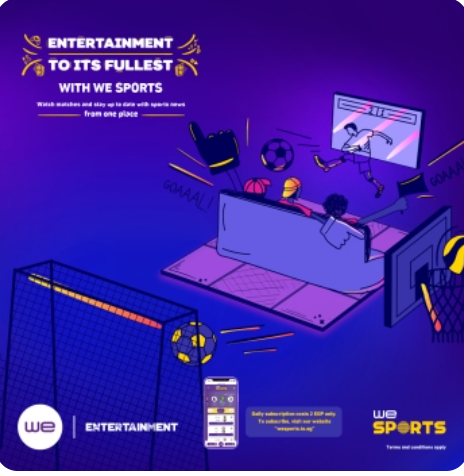 ENTERTAINMENT
TO ITS FULLEST
WITH WE SPORTS
Watch matches and stay up to date with sports news
from one place
GOAAAL!
GOAAAL
we
ENTERTAINMENT
Daily subscription costs 2 EGP only
To subscribe, visit our website
"wesports.te.eg"
we
SPORTS
Terms and conditions apply